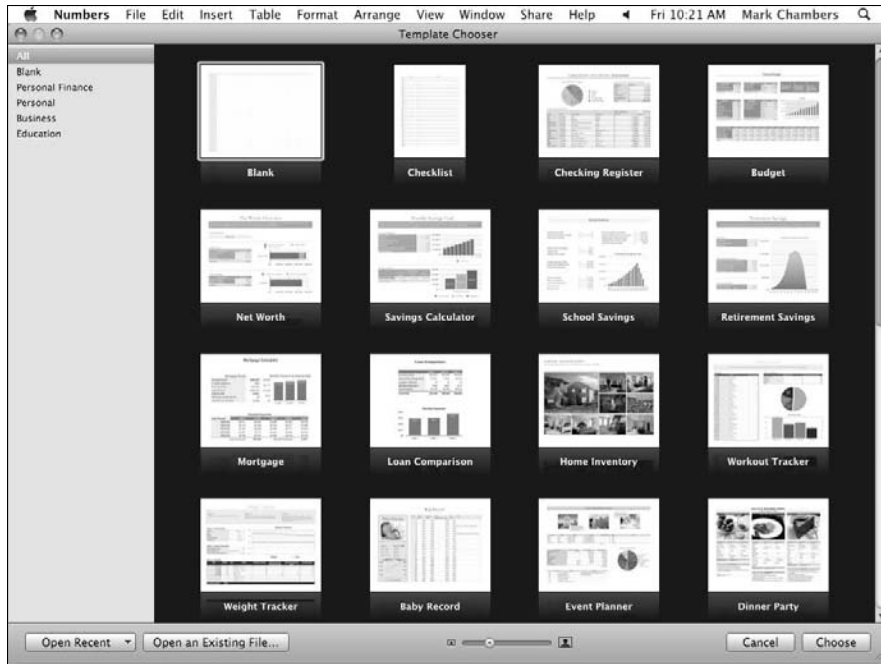 Numbers File Edit Insert Table Format Arrange View Window Share Help Fri 10:21 AM Mark Chambers
Template Chooser
All
Blank
Personal Finance
Personal
Business
Education
Blank Checklist Checking Register Budget
Net Worth Savings Calculator School Savings Retirement Savings
Mortgage Loan Comparison Home Inventory Workout Tracker
Weight Tracker Baby Record Event Planner Dinner Party
Open Recent Open an Existing File... Cancel Choose